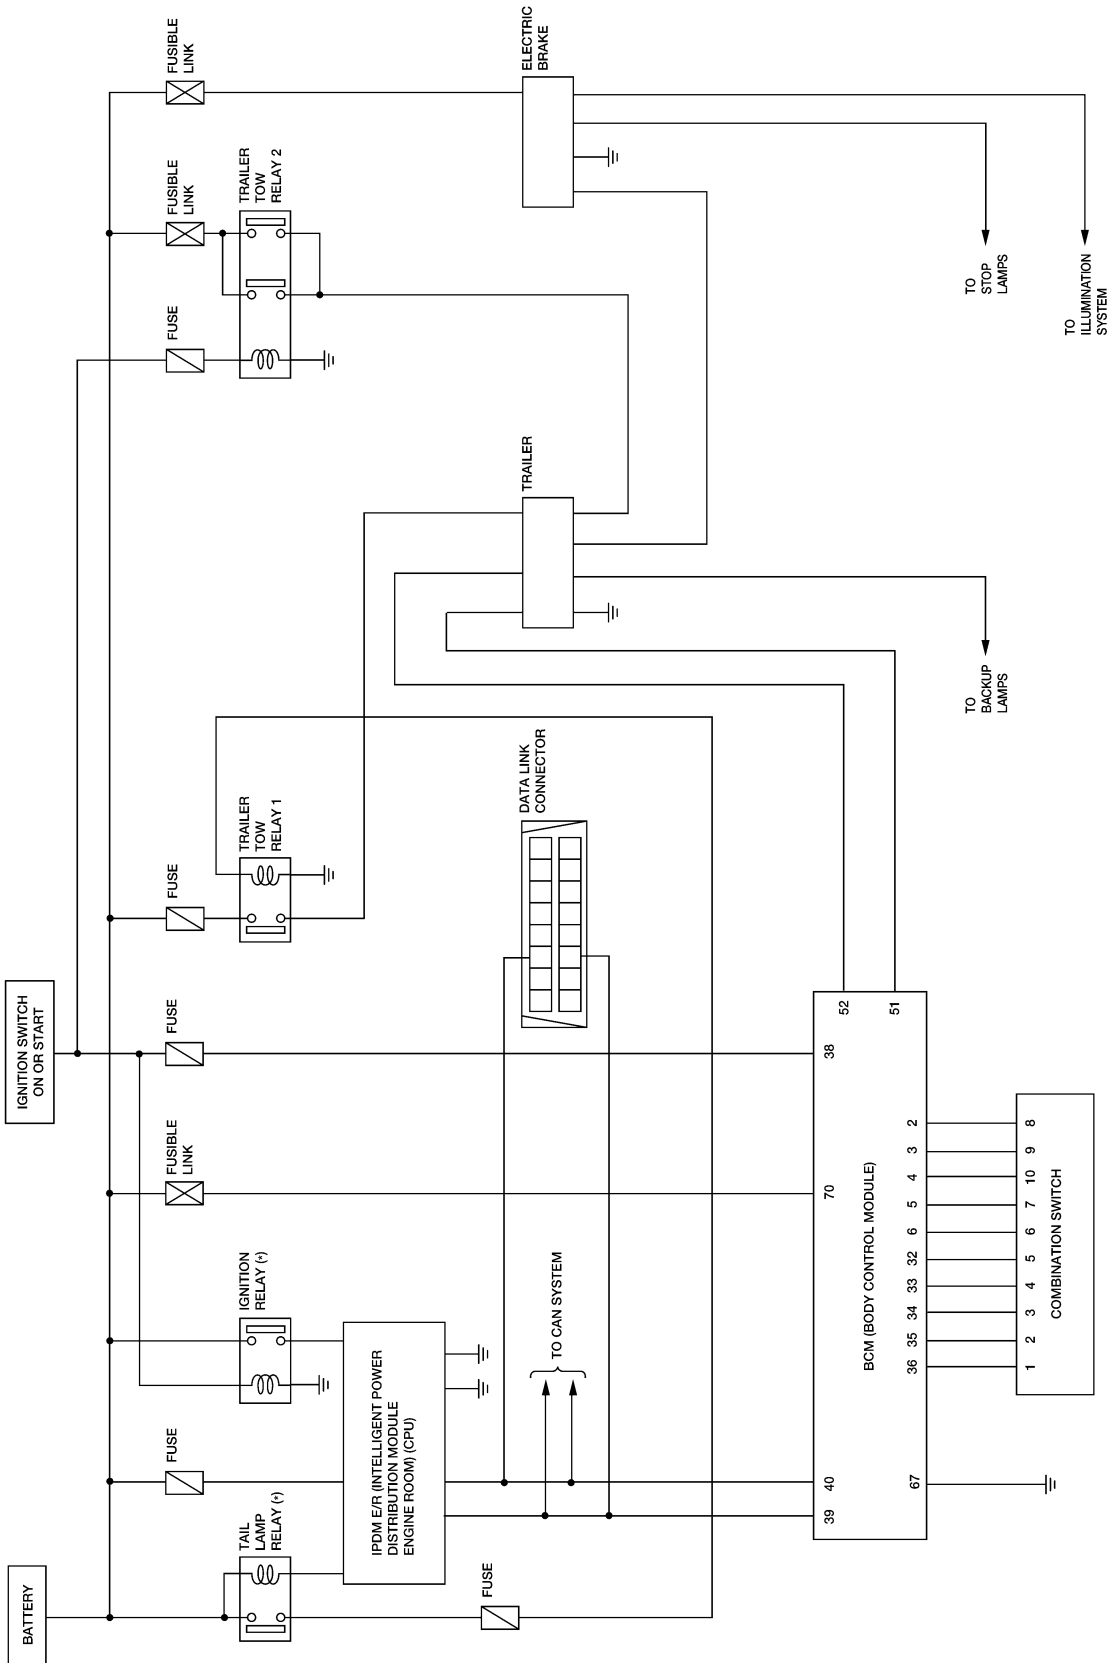 BATTERY
IGNITION SWITCH
ON OR START
TAIL
LAMP
RELAY (*)
FUSE
IGNITION
RELAY (*)
FUSIBLE
LINK
FUSE
FUSE
TRAILER
TOW
RELAY 1
FUSE
TRAILER
TOW
RELAY 2
FUSIBLE
LINK
FUSIBLE
LINK
IPDM E/R (INTELLIGENT POWER
DISTRIBUTION MODULE
ENGINE ROOM) (CPU)
FUSE
TO CAN SYSTEM
DATA LINK
CONNECTOR
TRAILER
ELECTRIC
BRAKE
39
40
70
38
52
51
BCM (BODY CONTROL MODULE)
67
36
35
34
33
32
6
5
4
3
2
1
2
3
4
5
6
7
10
9
8
COMBINATION SWITCH
TO
BACKUP
LAMPS
TO
STOP
LAMPS
TO
ILLUMINATION
SYSTEM